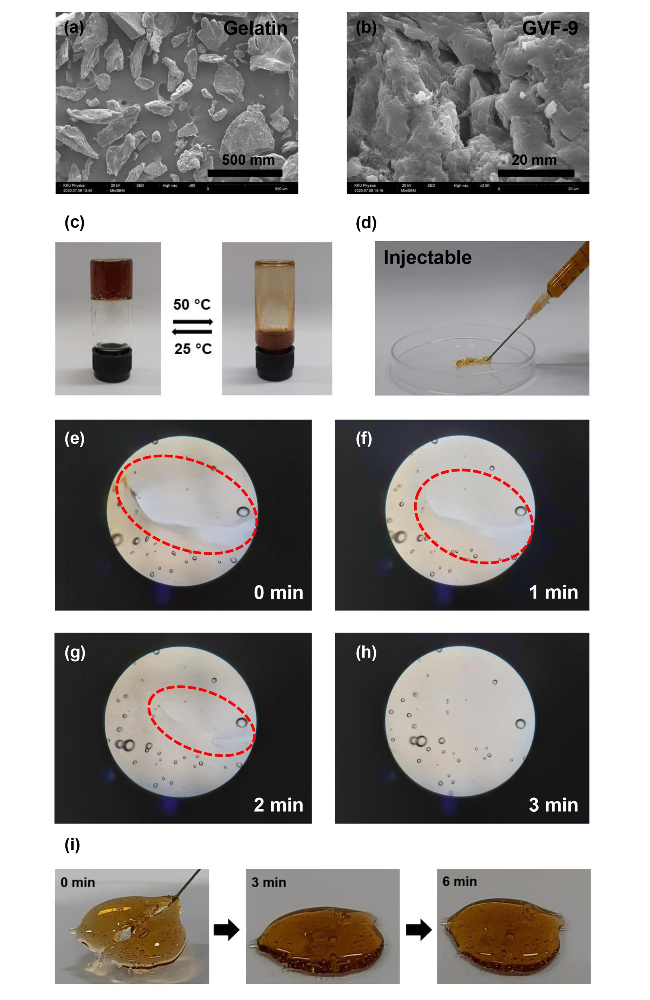 (a)
Gelatin
500 mm
KKU Physics 20 kV SED High vac. x80 0 500 um
2020.07.09 13:40 MiniSEM
(b)
GVF-9
20 mm
KKU Physics 20 kV SED High vac. x2.0K 0 20 um
2020.07.09 14:15 MiniSEM
(c)
50 °C
25 °C
(d)
Injectable
(e)
0 min
(f)
1 min
(g)
2 min
(h)
3 min
(i)
0 min
3 min
6 min